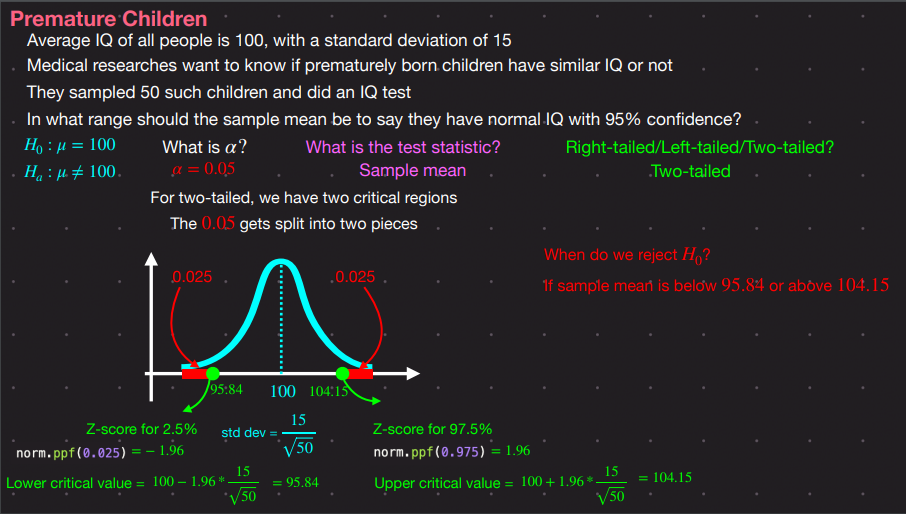 Premature Children
Average IQ of all people is 100, with a standard deviation of 15
Medical researches want to know if prematurely born children have similar IQ or not
They sampled 50 such children and did an IQ test
In what range should the sample mean be to say they have normal IQ with 95% confidence?
H₀ : μ = 100 What is α? What is the test statistic? Right-tailed/Left-tailed/Two-tailed?
Hₐ : μ ≠ 100 α = 0.05 Sample mean Two-tailed
For two-tailed, we have two critical regions
The 0.05 gets split into two pieces
When do we reject H₀?
If sample mean is below 95.84 or above 104.15
0.025 0.025
95.84 100 104.15
Z-score for 2.5% std dev = 15/√50 Z-score for 97.5%
norm.ppf(0.025) = − 1.96 norm.ppf(0.975) = 1.96
Lower critical value = 100 − 1.96 * 15/√50 = 95.84 Upper critical value = 100 + 1.96 * 15/√50 = 104.15